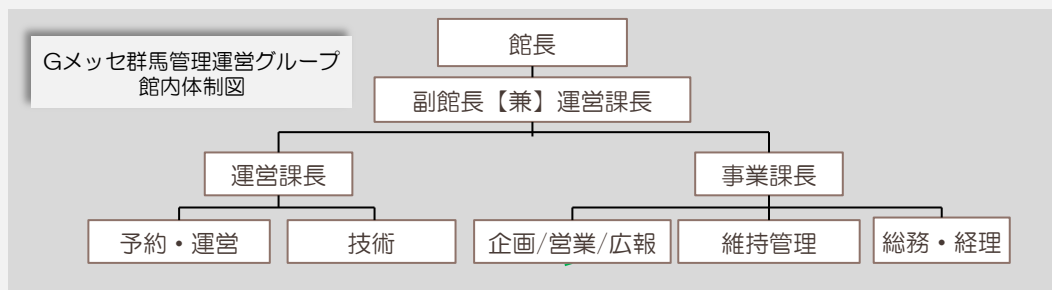 Gメッセ群馬管理運営グループ
館内体制図
館長
副館長【兼】運営課長
運営課長
事業課長
予約・運営
技術
企画/営業/広報
維持管理
総務・経理